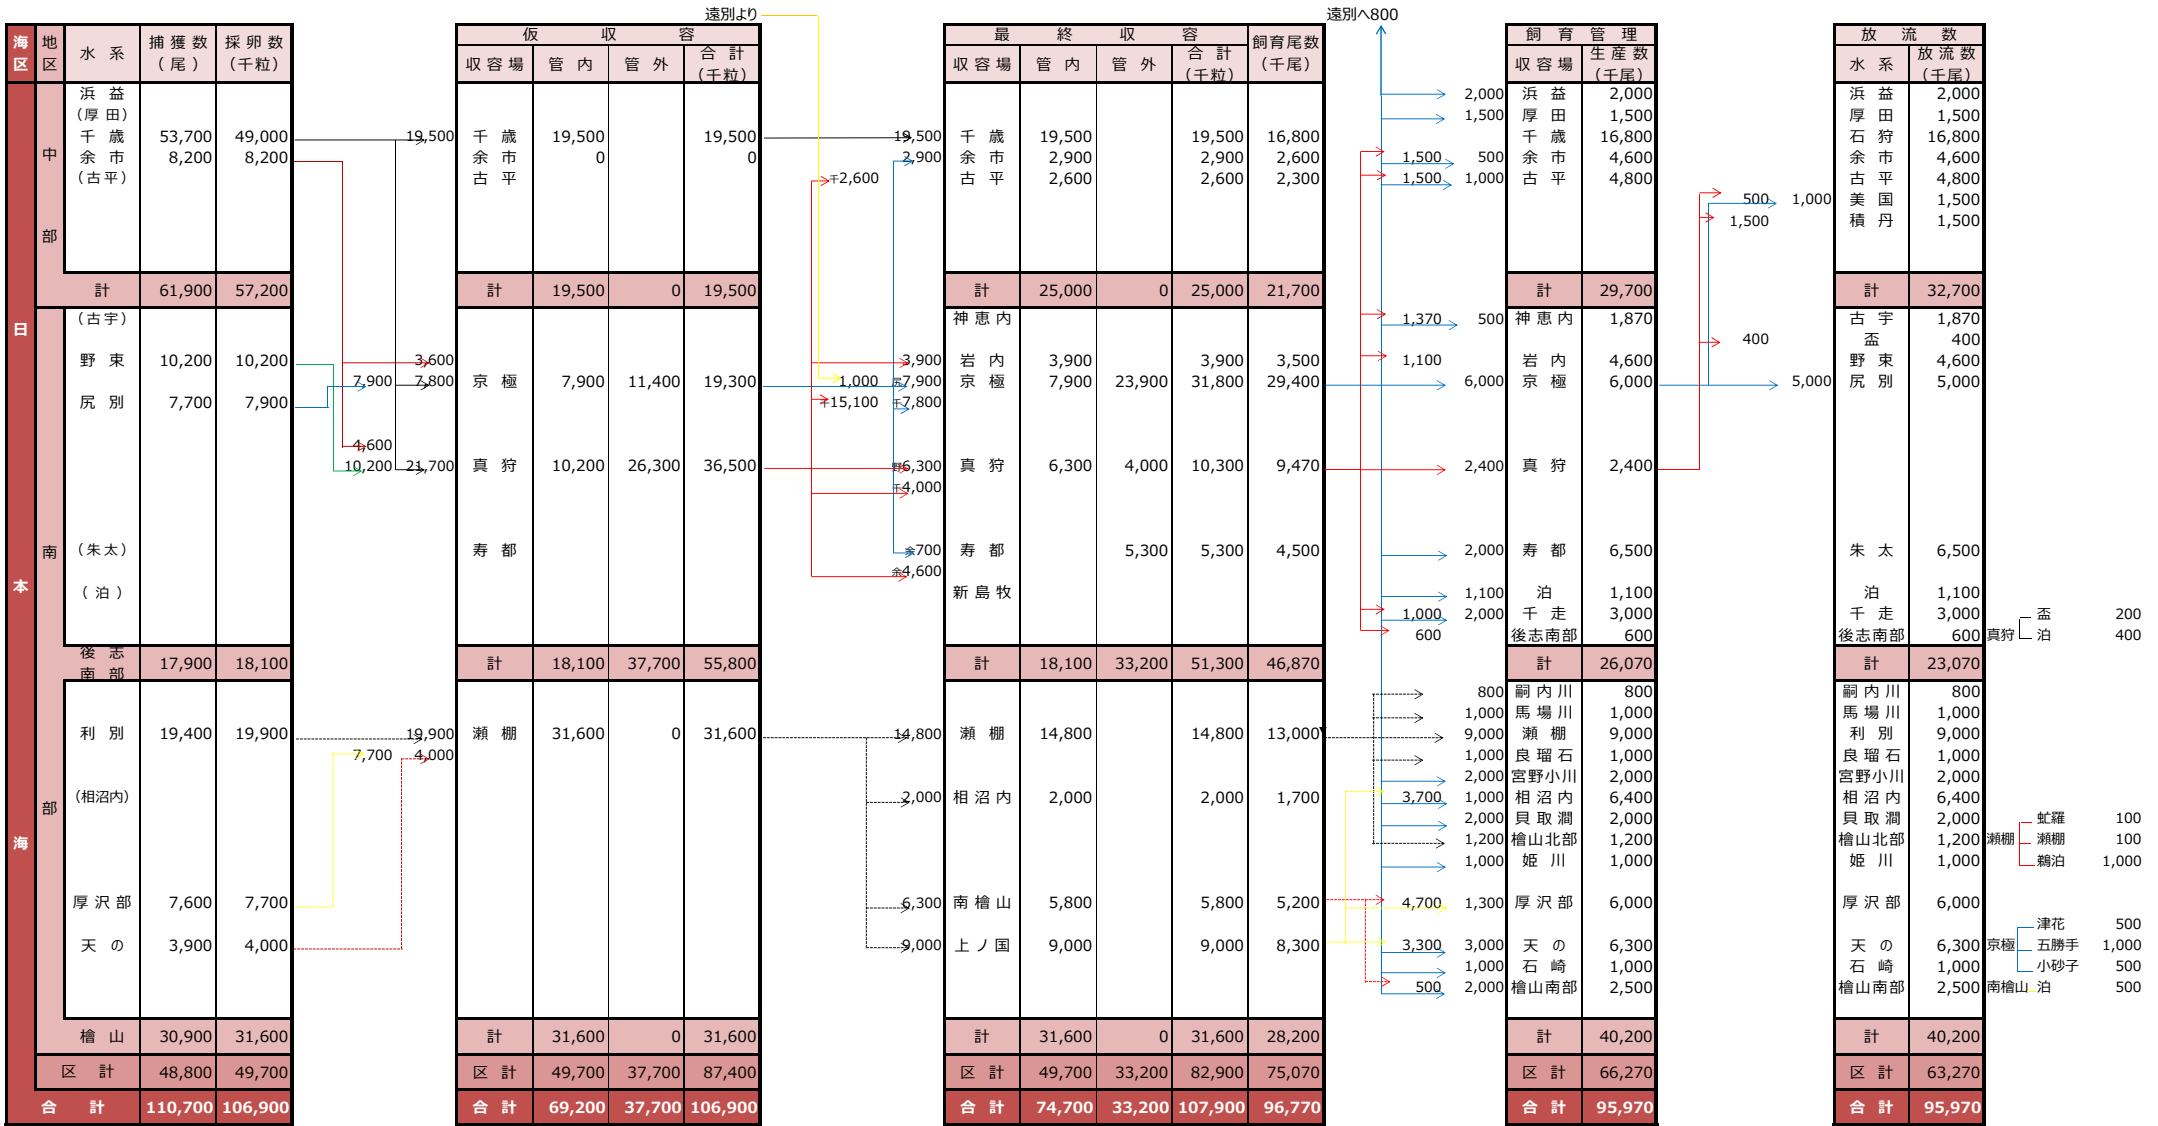 遠別より 遠別へ800
海区 地区 水系 捕獲数(尾) 採卵数(千粒) 仮収容 最終収容 飼育尾数(千尾) 飼育管理 放流数
収容場 管内 管外 合計(千粒) 収容場 管内 管外 合計(千粒) 収容場 生産数(千尾) 水系 放流数(千尾)
日本海
中部
浜益 2,000 浜益 2,000 浜益 2,000
(厚田) 1,500 厚田 1,500 厚田 1,500
千歳 53,700 49,000 19,500 千歳 19,500 19,500 19,500 千歳 19,500 19,500 16,800 千歳 16,800 石狩 16,800
余市 8,200 8,200 余市 0 0 2,900 余市 2,900 2,900 2,600 1,500 500 余市 4,600 余市 4,600
(古平) 古平 千2,600 古平 2,600 2,600 2,300 1,500 1,000 古平 4,800 古平 4,800
500 1,000 美国 1,500
1,500 積丹 1,500
計 61,900 57,200 計 19,500 0 19,500 計 25,000 0 25,000 21,700 計 29,700 計 32,700
南部
(古宇) 神恵内 1,370 500 神恵内 1,870 古宇 1,870
400 盃 400
野束 10,200 10,200 3,600 3,900 岩内 3,900 3,900 3,500 1,100 岩内 4,600 野束 4,600
7,900 7,800 京極 7,900 11,400 19,300 1,000 尻7,900 京極 7,900 23,900 31,800 29,400 6,000 京極 6,000 5,000 尻別 5,000
尻別 7,700 7,900 千15,100 千7,800
4,600
10,200 21,700 真狩 10,200 26,300 36,500 野6,300 真狩 6,300 4,000 10,300 9,470 2,400 真狩 2,400
千4,000
(朱太) 寿都 余700 寿都 5,300 5,300 4,500 2,000 寿都 6,500 朱太 6,500
余4,600
(泊) 新島牧 1,100 泊 1,100 泊 1,100
1,000 2,000 千走 3,000 千走 3,000 盃 200
600 後志南部 600 後志南部 600 真狩 泊 400
後志南部 17,900 18,100 計 18,100 37,700 55,800 計 18,100 33,200 51,300 46,870 計 26,070 計 23,070
800 嗣内川 800 嗣内川 800
1,000 馬場川 1,000 馬場川 1,000
利別 19,400 19,900 19,900 瀬棚 31,600 0 31,600 14,800 瀬棚 14,800 14,800 13,000 9,000 瀬棚 9,000 利別 9,000
7,700 4,000 1,000 良瑠石 1,000 良瑠石 1,000
2,000 宮野小川 2,000 宮野小川 2,000
(相沼内) 2,000 相沼内 2,000 2,000 1,700 3,700 1,000 相沼内 6,400 相沼内 6,400
2,000 貝取澗 2,000 貝取澗 2,000 虻羅 100
1,200 檜山北部 1,200 檜山北部 1,200 瀬棚 瀬棚 100
1,000 姫川 1,000 姫川 1,000 鵜泊 1,000
厚沢部 7,600 7,700 6,300 南檜山 5,800 5,800 5,200 4,700 1,300 厚沢部 6,000 厚沢部 6,000
津花 500
天の 3,900 4,000 9,000 上ノ国 9,000 9,000 8,300 3,300 3,000 天の 6,300 天の 6,300 京極 五勝手 1,000
1,000 石崎 1,000 石崎 1,000 小砂子 500
500 2,000 檜山南部 2,500 檜山南部 2,500 南檜山 泊 500
檜山 30,900 31,600 計 31,600 0 31,600 計 31,600 0 31,600 28,200 計 40,200 計 40,200
区計 48,800 49,700 区計 49,700 37,700 87,400 区計 49,700 33,200 82,900 75,070 区計 66,270 区計 63,270
合計 110,700 106,900 合計 69,200 37,700 106,900 合計 74,700 33,200 107,900 96,770 合計 95,970 合計 95,970